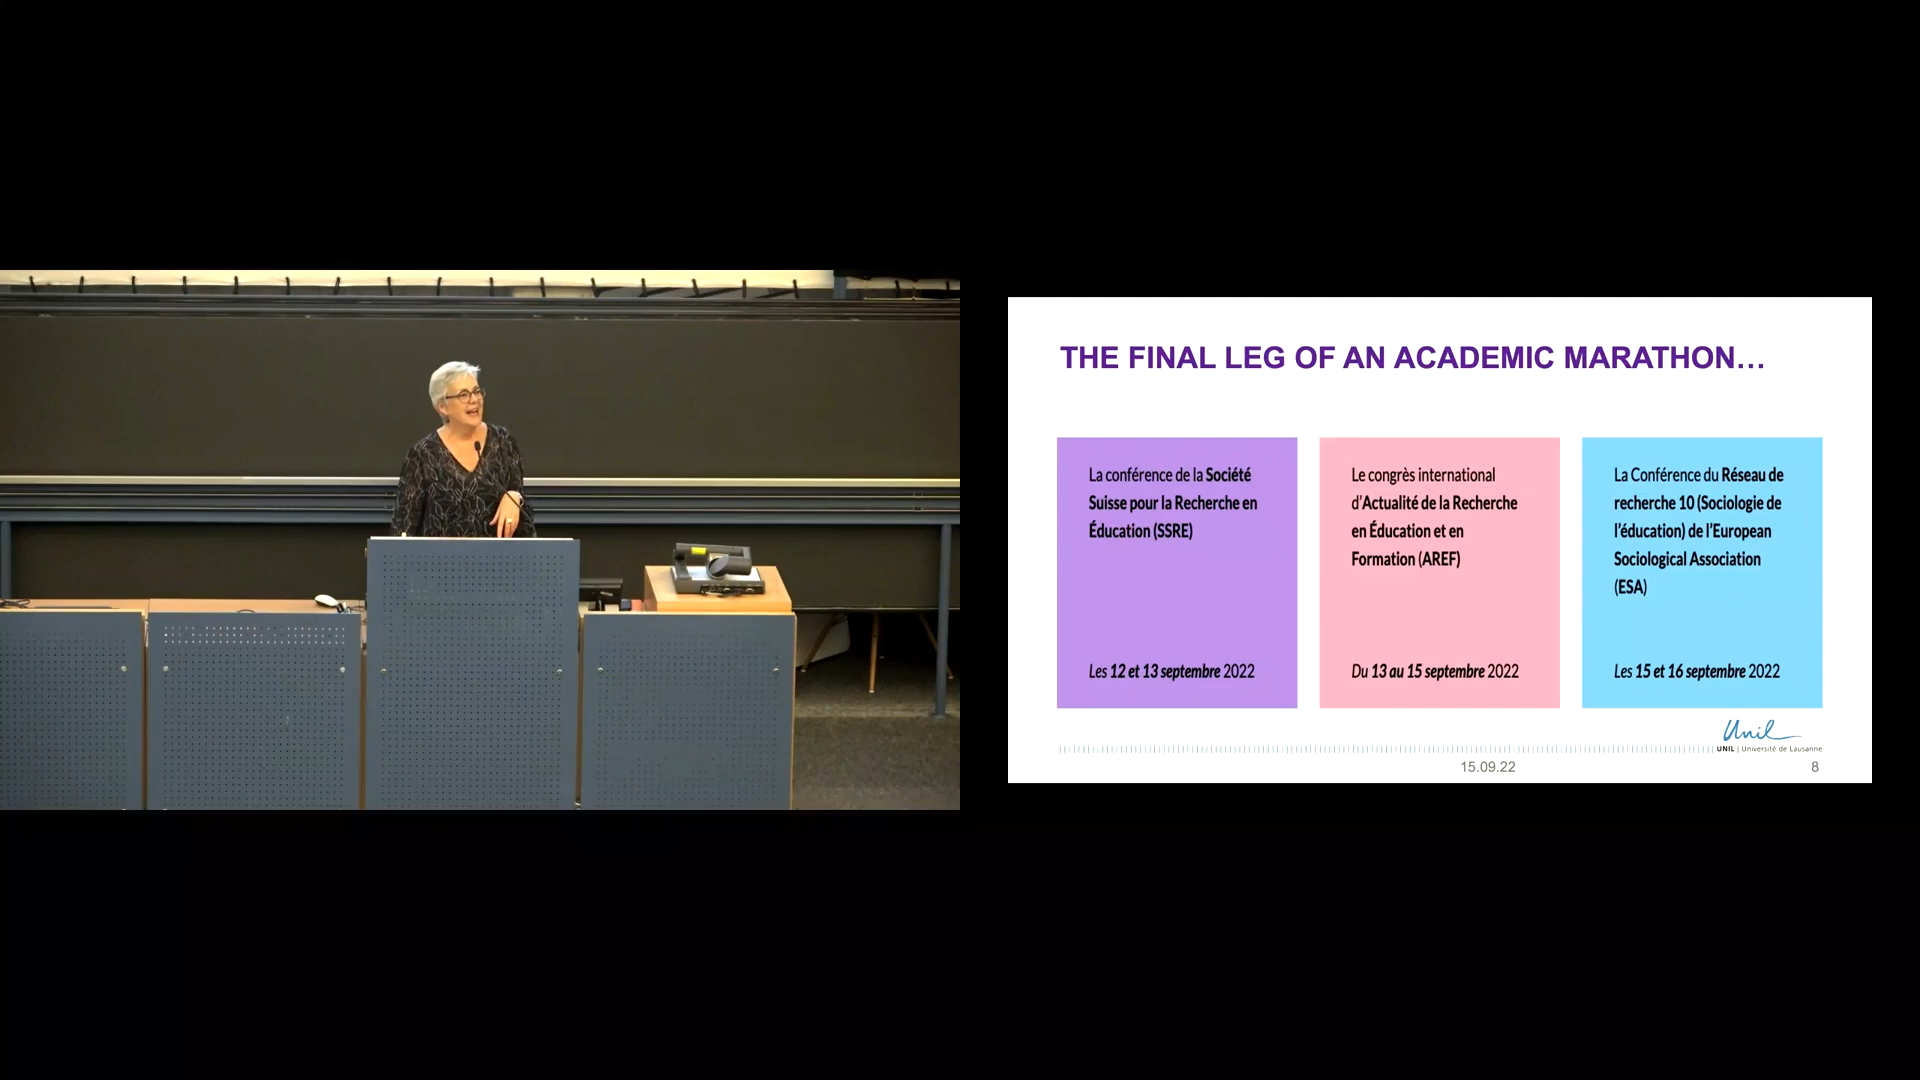 THE FINAL LEG OF AN ACADEMIC MARATHON…
La conférence de la Société
Suisse pour la Recherche en
Éducation (SSRE)
Les 12 et 13 septembre 2022
Le congrès international
d'Actualité de la Recherche
en Éducation et en
Formation (AREF)
Du 13 au 15 septembre 2022
La Conférence du Réseau de
recherche 10 (Sociologie de
l'éducation) de l'European
Sociological Association
(ESA)
Les 15 et 16 septembre 2022
Unil
UNIL | Université de Lausanne
15.09.22
8